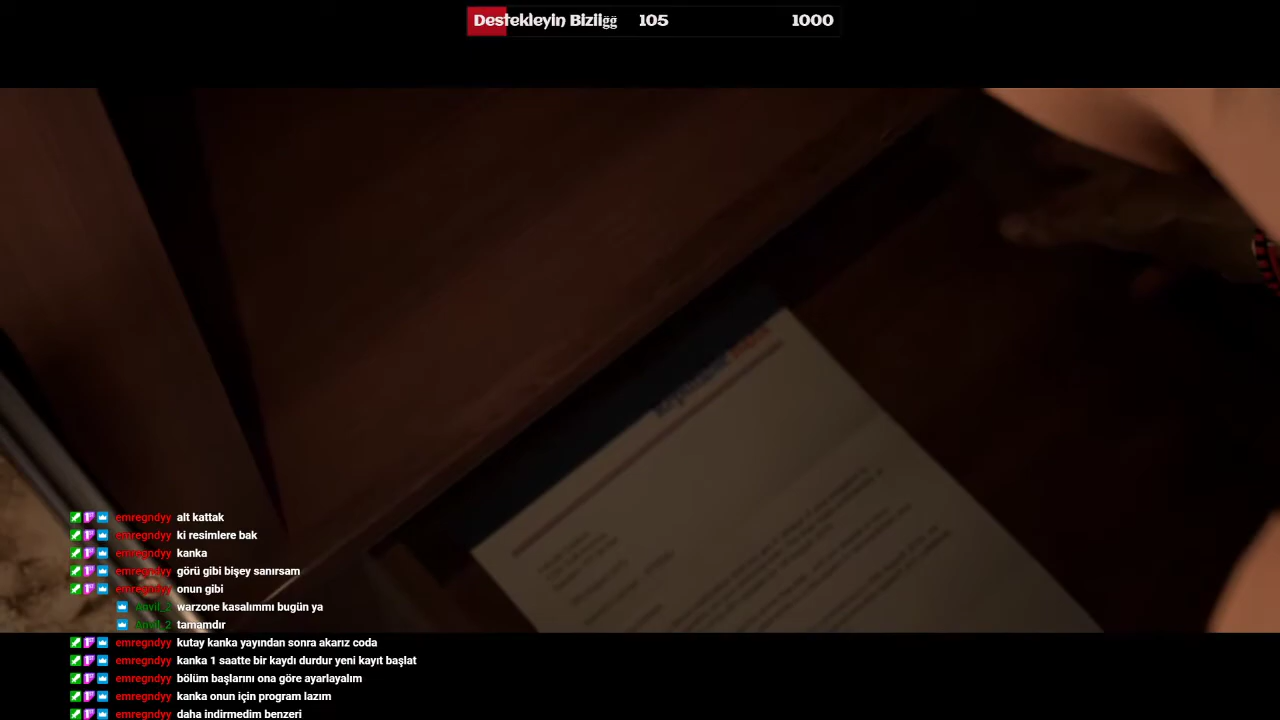 Destekleyin Bizi!ğğ 105 1000
emregndyy alt kattak
emregndyy ki resimlere bak
emregndyy kanka
emregndyy görü gibi bişey sanırsam
emregndyy onun gibi
Anvil_2 warzone kasalımmı bugün ya
Anvil_2 tamamdır
emregndyy kutay kanka yayından sonra akarız coda
emregndyy kanka 1 saatte bir kaydı durdur yeni kayıt başlat
emregndyy bölüm başlarını ona göre ayarlayalım
emregndyy kanka onun için program lazım
emregndyy daha indirmedim benzeri